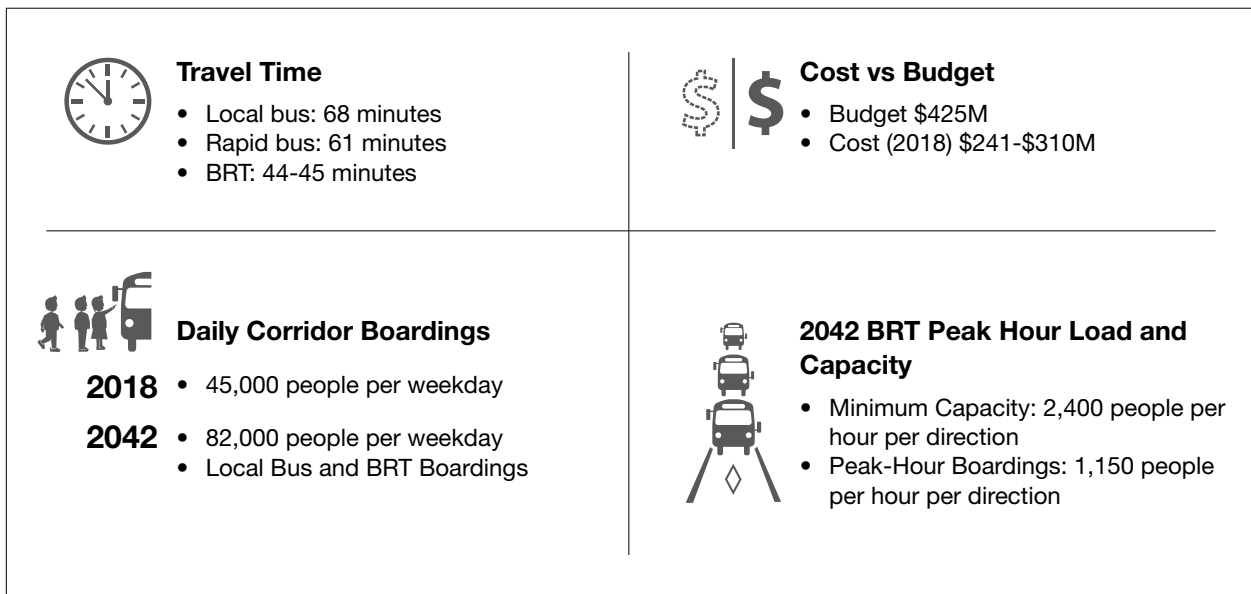 Travel Time
• Local bus: 68 minutes
• Rapid bus: 61 minutes
• BRT: 44-45 minutes
Cost vs Budget
• Budget $425M
• Cost (2018) $241-$310M
Daily Corridor Boardings
2018 • 45,000 people per weekday
2042 • 82,000 people per weekday
• Local Bus and BRT Boardings
2042 BRT Peak Hour Load and
Capacity
• Minimum Capacity: 2,400 people per
hour per direction
• Peak-Hour Boardings: 1,150 people
per hour per direction